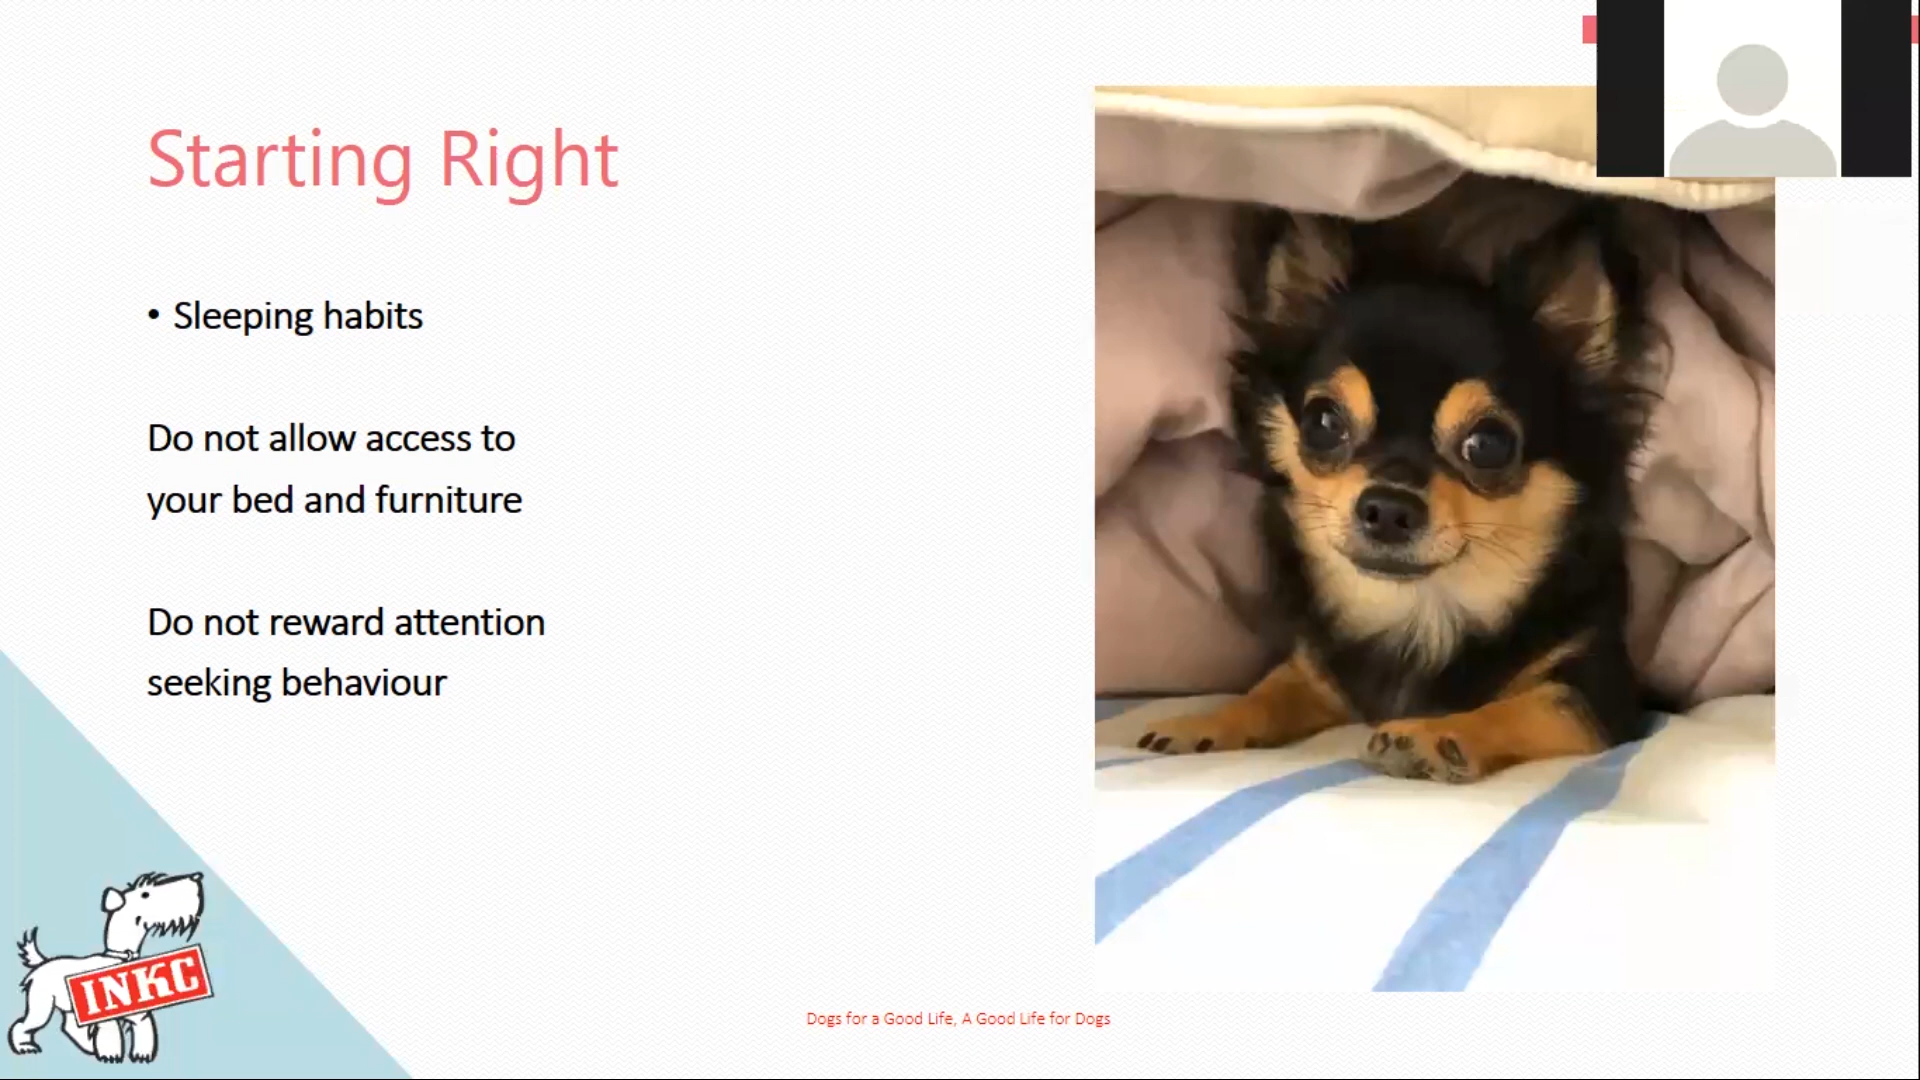 Starting Right
• Sleeping habits
Do not allow access to
your bed and furniture
Do not reward attention
seeking behaviour
INKC
Dogs for a Good Life, A Good Life for Dogs